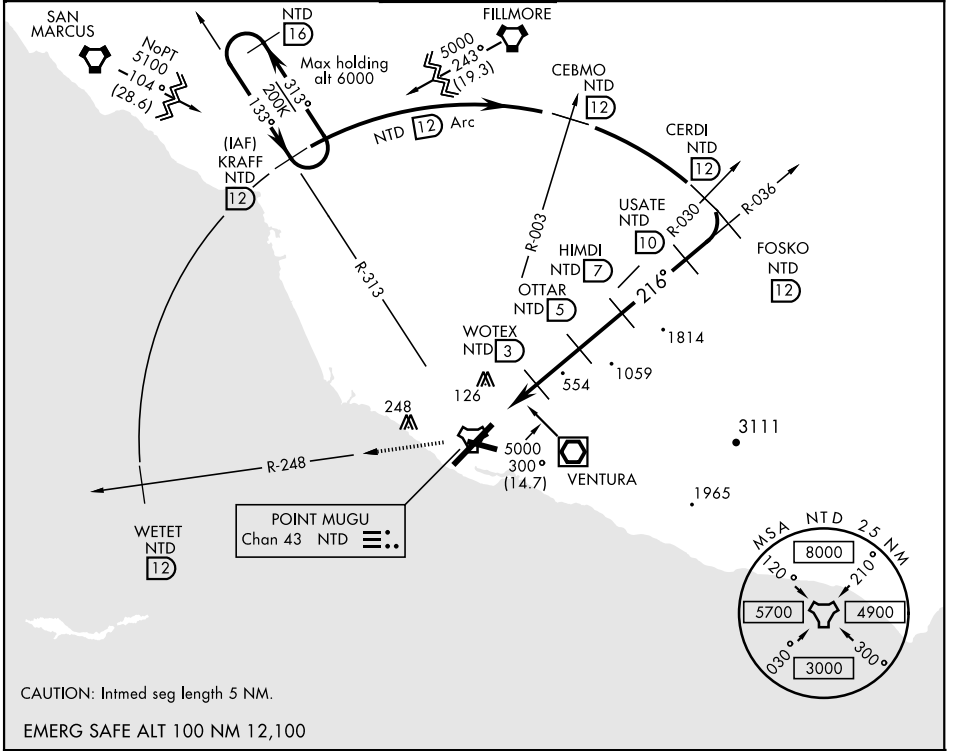 SAN
MARCUS
NoPT
5100
104°
(28.6)
NTD
16
Max holding
alt 6000
313°
200K
133°
FILLMORE
5000
243°
(19.3)
CEBMO
NTD
12
NTD 12 Arc
(IAF)
KRAFF
NTD
12
CERDI
NTD
12
R-030
R-036
USATE
NTD
10
R-003
HIMDI
NTD 7
FOSKO
NTD
12
216°
R-313
OTTAR
NTD 5
1814
WOTEX
NTD 3
1059
554
126
248
3111
R-248
5000
300°
(14.7)
VENTURA
1965
POINT MUGU
Chan 43 NTD
WETET
NTD
12
MSA NTD 25 NM
8000
120°
210°
5700
4900
030°
300°
3000
CAUTION: Intmed seg length 5 NM.
EMERG SAFE ALT 100 NM 12,100